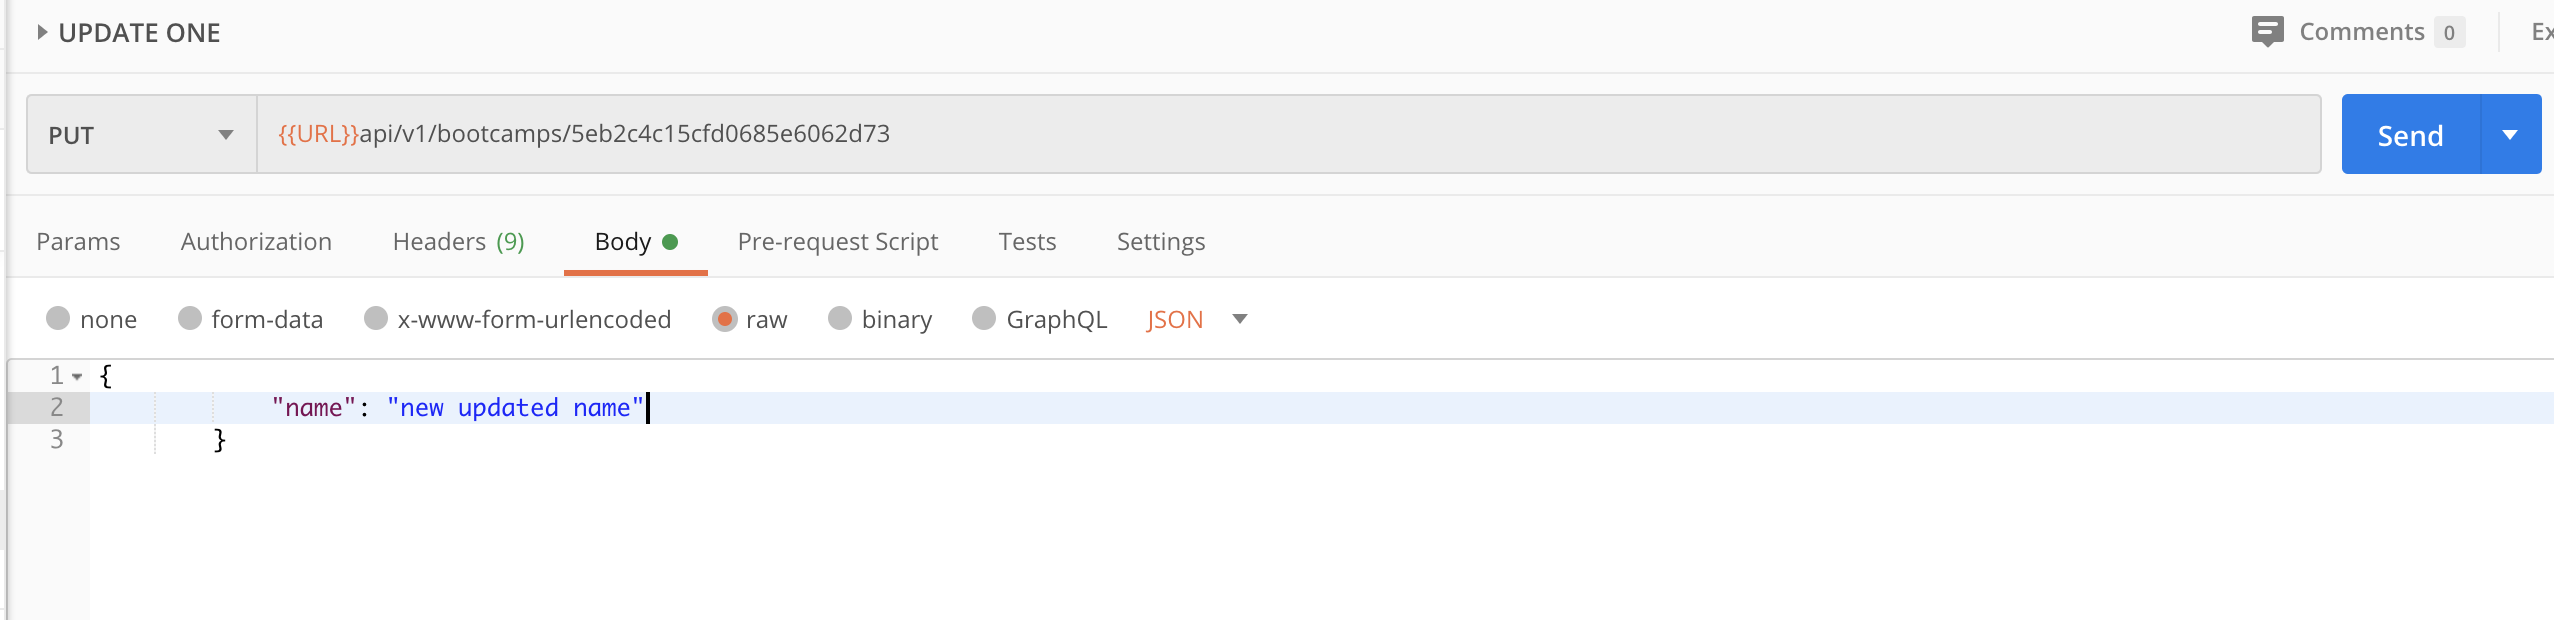 UPDATE ONE Comments 0 Ex
PUT {{URL}}api/v1/bootcamps/5eb2c4c15cfd0685e6062d73 Send
Params Authorization Headers (9) Body Pre-request Script Tests Settings
none form-data x-www-form-urlencoded raw binary GraphQL JSON
1 {
2 "name": "new updated name"
3 }